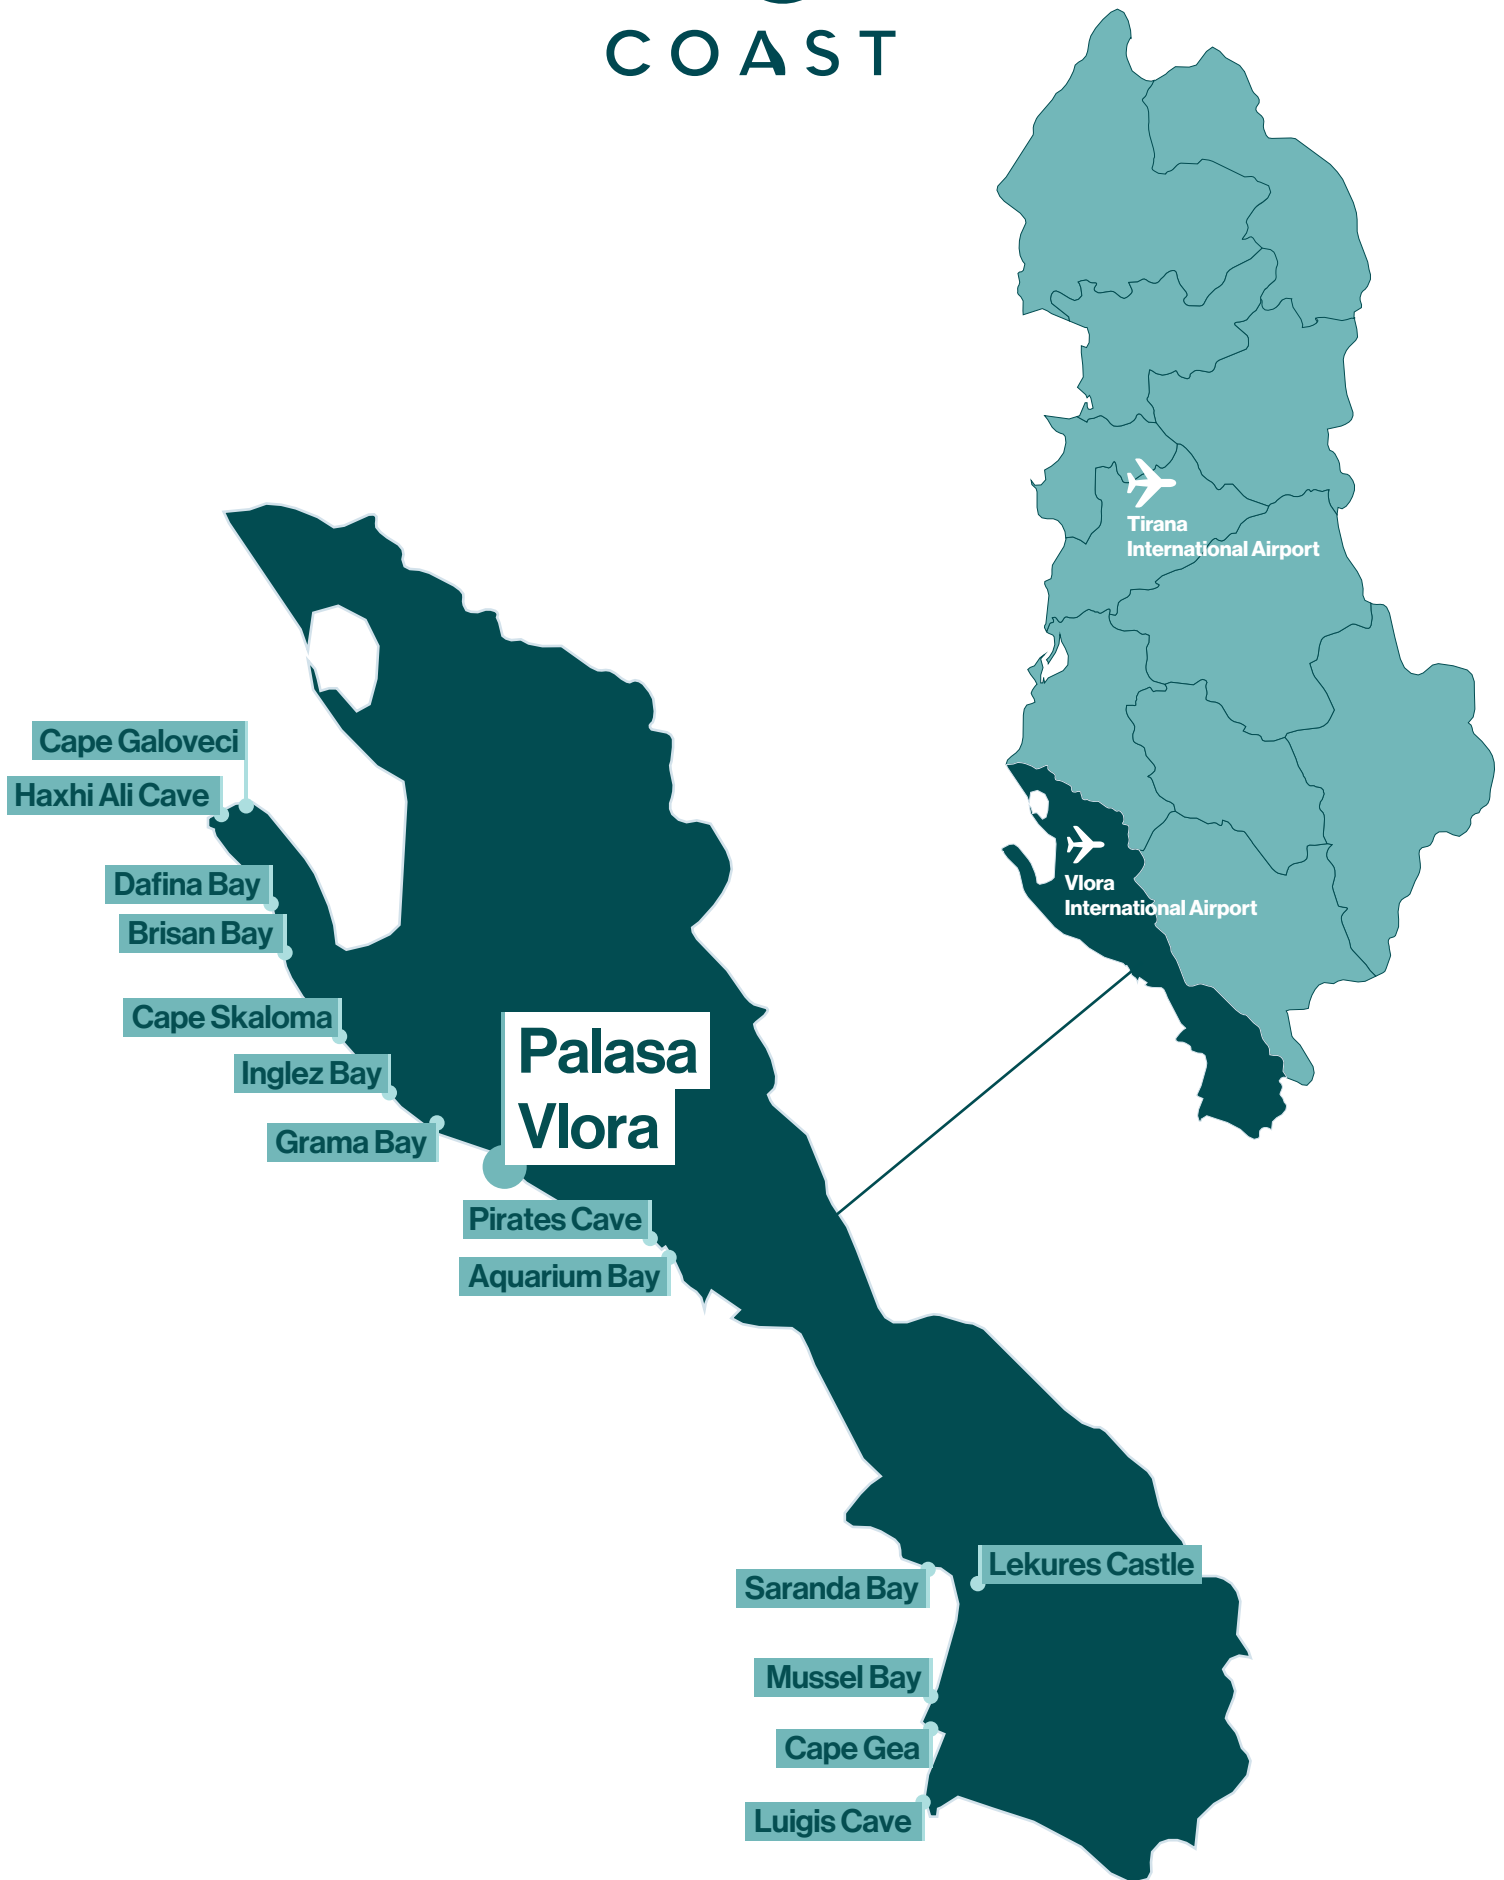 COAST
Tirana
International Airport
Cape Galoveci
Haxhi Ali Cave
Dafina Bay
Vlora
International Airport
Brisan Bay
Cape Skaloma
Palasa
Vlora
Inglez Bay
Grama Bay
Pirates Cave
Aquarium Bay
Lekures Castle
Saranda Bay
Mussel Bay
Cape Gea
Luigis Cave